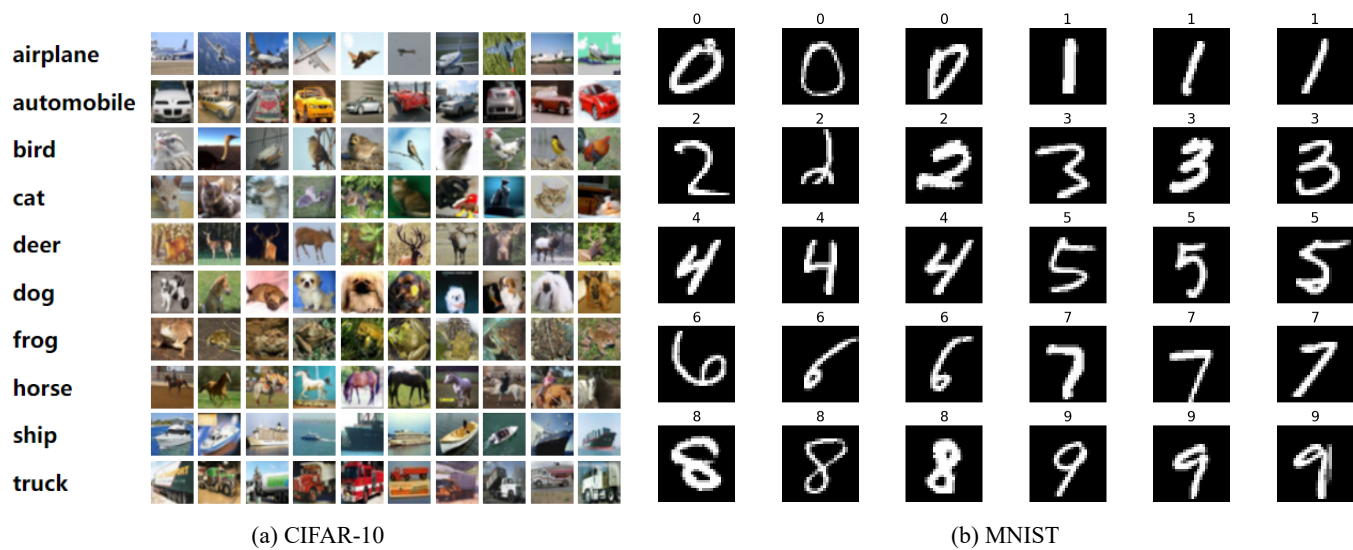 airplane
automobile
bird
cat
deer
dog
frog
horse
ship
truck
(a) CIFAR-10
0 0 0 1 1 1
2 2 2 3 3 3
4 4 4 5 5 5
6 6 6 7 7 7
8 8 8 9 9 9
(b) MNIST